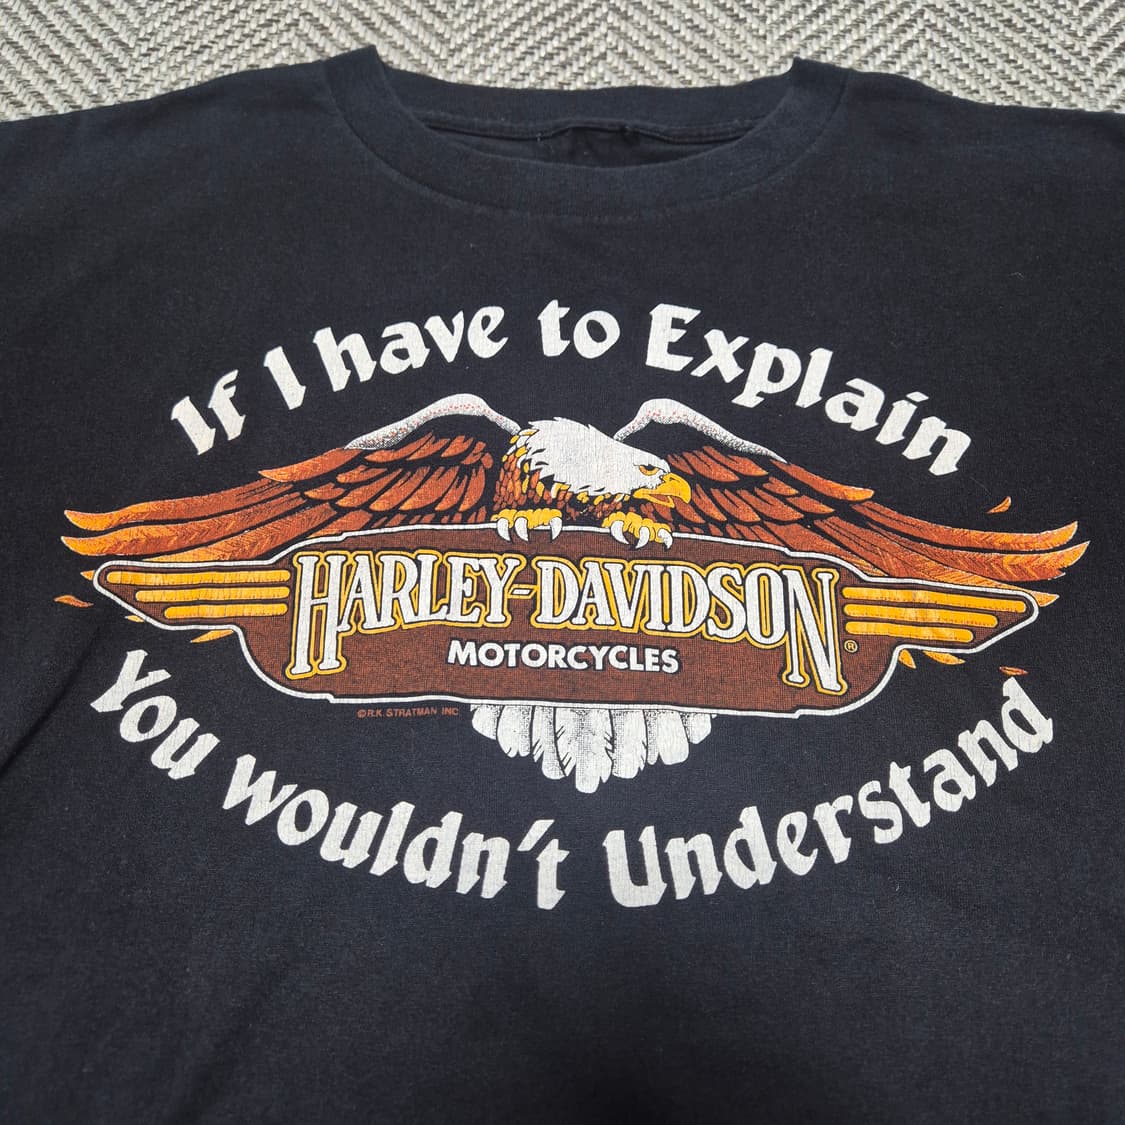 If I have to Explain
HARLEY-DAVIDSON
®
MOTORCYCLES
© R.K. STRATMAN INC.
You wouldn't Understand